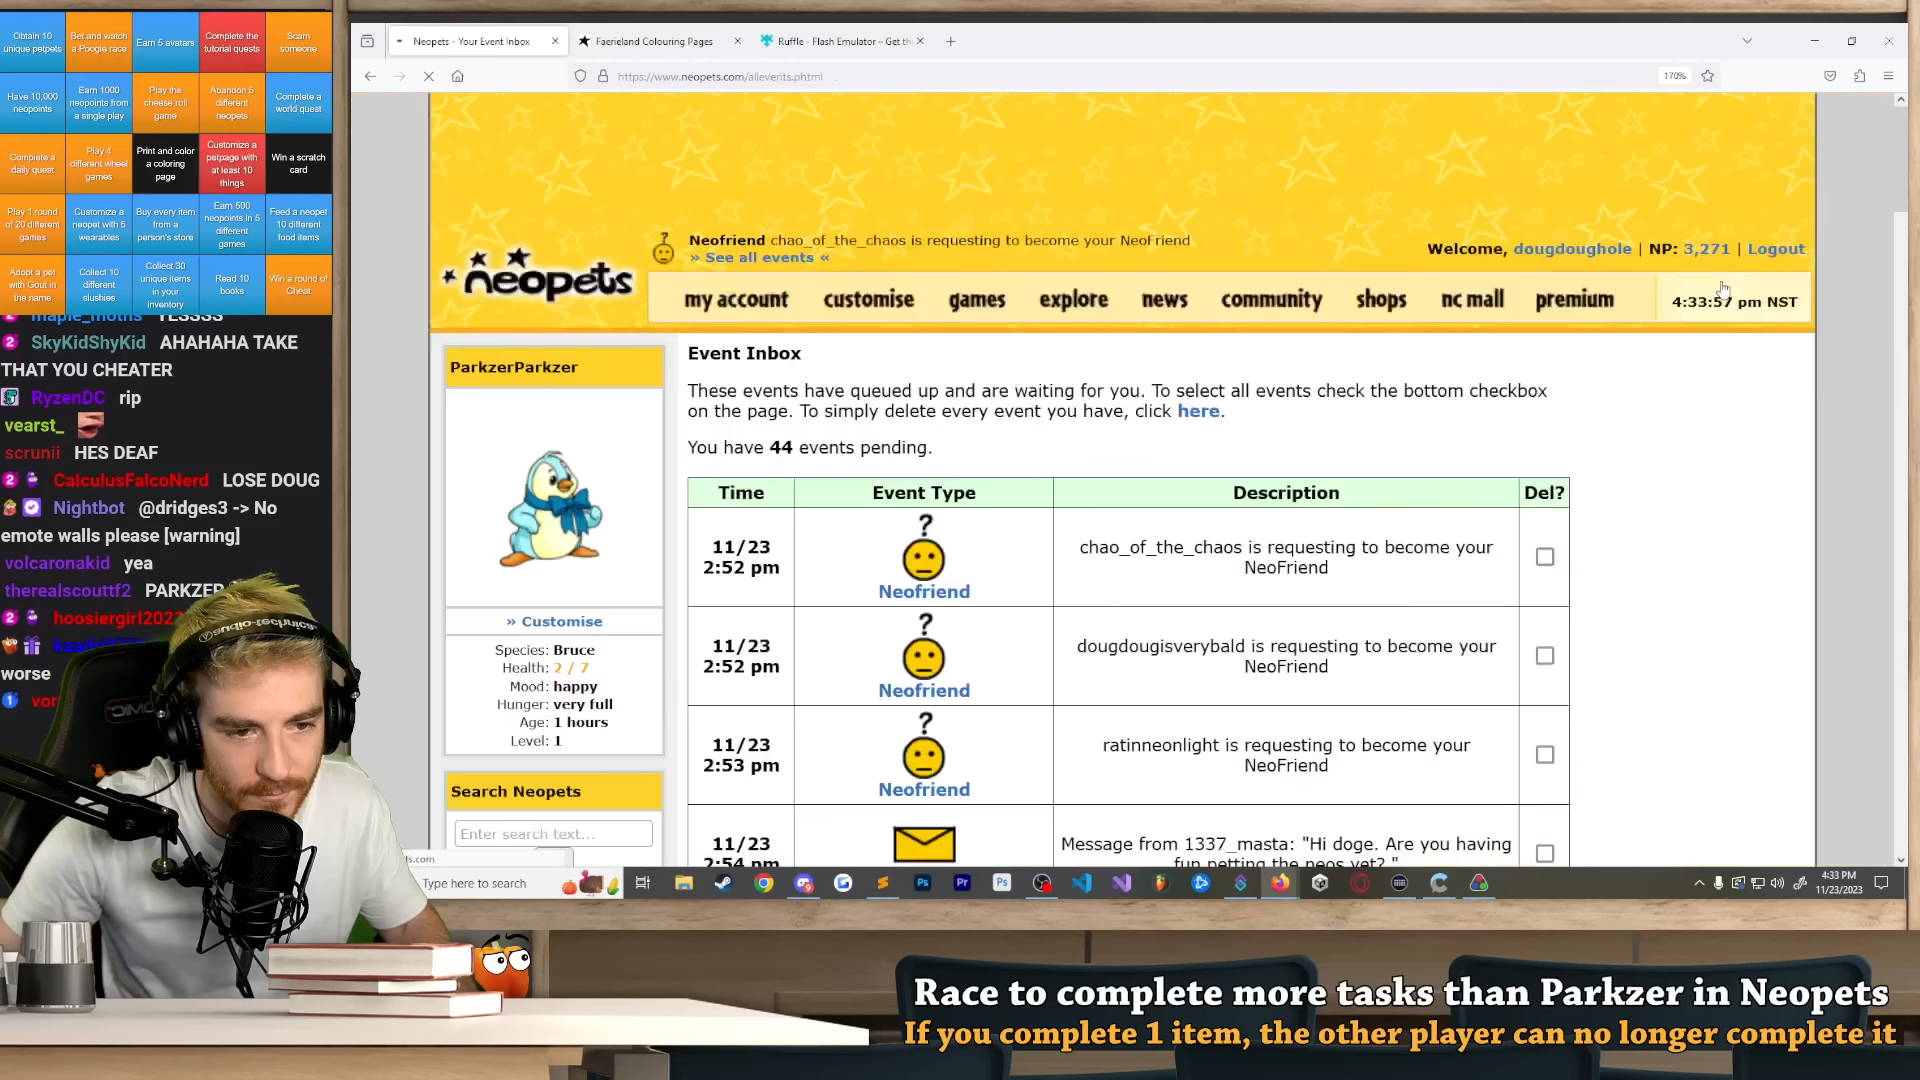 Obtain 10
unique petpets
Bet and watch
a Poogle race
Earn 5 avatars
Complete the
tutorial quests
Scam
someone
Have 10,000
neopoints
Earn 1000
neopoints from
a single play
Play the
cheese roll
game
Abandon 5
different
neopets
Complete a
world quest
Complete a
daily quest
Play 4
different wheel
games
Print and color
a coloring
page
Customize a
petpage with
at least 10
things
Win a scratch
card
Play 1 round
of 20 different
games
Customize a
neopet with 5
wearables
Buy every item
from a
person's store
Earn 500
neopoints in 5
different
games
Feed a neopet
10 different
food items
Adopt a pet
with Gout in
the name
Collect 10
different
slushies
Collect 30
unique items
in your
inventory
Read 10
books
Win a round of
Cheat
maple_moths YESSSS
SkyKidShyKid AHAHAHA TAKE
THAT YOU CHEATER
RyzenDC rip
vearst_
scrunii HES DEAF
CalculusFalcoNerd LOSE DOUG
Nightbot @dridges3 -> No
emote walls please [warning]
volcaronakid yea
therealscouttf2 PARKZER
hoosiergirl2022
worse
audio-technica
Neopets - Your Event Inbox
Faerieland Colouring Pages
Ruffle - Flash Emulator – Get th
https://www.neopets.com/allevents.phtml
170%
Neofriend chao_of_the_chaos is requesting to become your NeoFriend
» See all events «
Welcome, dougdoughole | NP: 3,271 | Logout
neopets
my account customise games explore news community shops nc mall premium
4:33:57 pm NST
ParkzerParkzer
» Customise
Species: Bruce
Health: 2 / 7
Mood: happy
Hunger: very full
Age: 1 hours
Level: 1
Search Neopets
Enter search text...
Event Inbox
These events have queued up and are waiting for you. To select all events check the bottom checkbox
on the page. To simply delete every event you have, click here.
You have 44 events pending.
Time Event Type Description Del?
11/23
2:52 pm
Neofriend
chao_of_the_chaos is requesting to become your
NeoFriend
11/23
2:52 pm
Neofriend
dougdougisverybald is requesting to become your
NeoFriend
11/23
2:53 pm
Neofriend
ratinneonlight is requesting to become your
NeoFriend
11/23
2:54 pm
Message from 1337_masta: "Hi doge. Are you having
fun petting the neos yet? "
Type here to search
4:33 PM
11/23/2023
Race to complete more tasks than Parkzer in Neopets
If you complete 1 item, the other player can no longer complete it